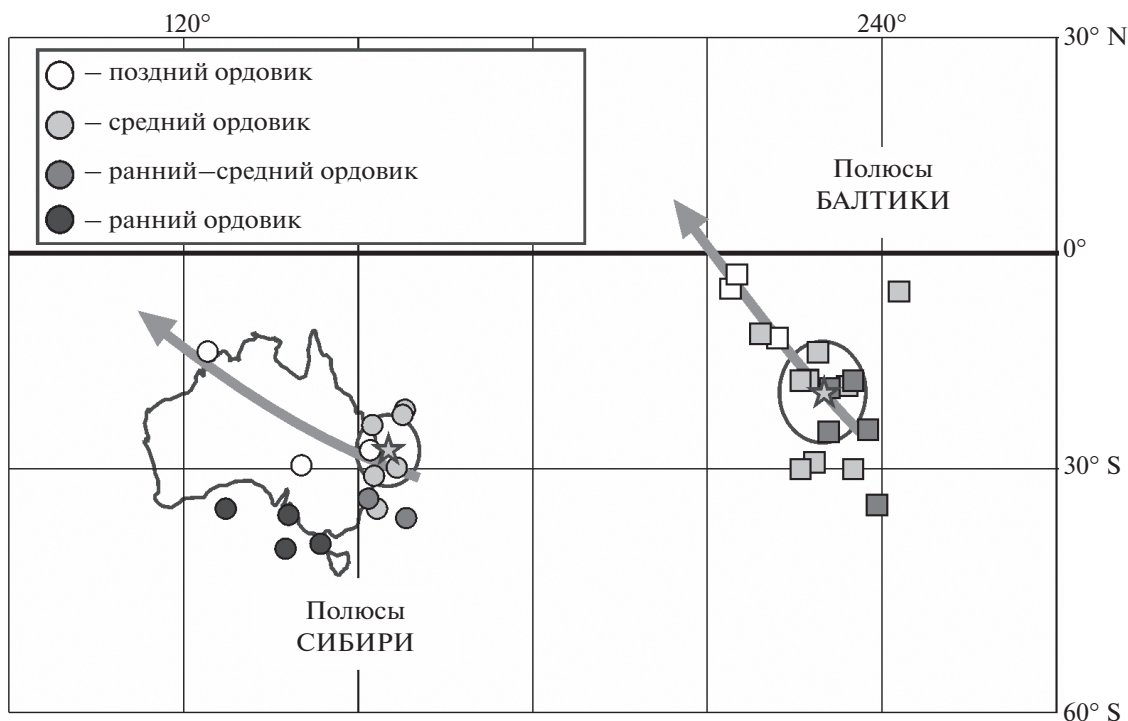 120°
240°
30° N
— поздний ордовик
— средний ордовик
— ранний—средний ордовик
— ранний ордовик
Полюсы
БАЛТИКИ
0°
30° S
Полюсы
СИБИРИ
60° S